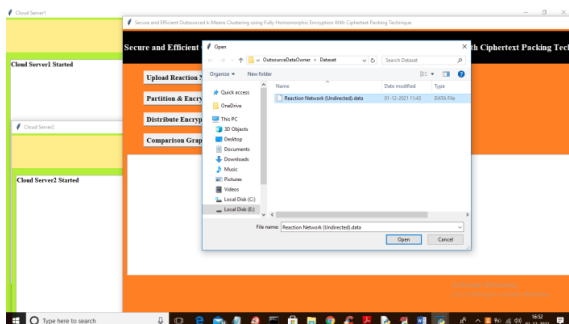 Cloud Server1
Secure and Efficient Outsourced k-Means Clustering using Fully Homomorphic Encryption With Ciphertext Packing Technique
Secure and Efficient
th Ciphertext Packing Tec
Cloud Server1 Started
Upload Reaction
Partition & Encry
Distribute Encryp
Comparison Grap
Cloud Server2
Cloud Server2 Started
Open
OutsourceDataOwner
Dataset
Search Dataset
Organize
New folder
Name
Date modified
Type
Quick access
OneDrive
This PC
3D Objects
Desktop
Documents
Downloads
Music
Pictures
Videos
Local Disk (C:)
Local Disk (E:)
Reaction Network (Undirected).data
01-12-2021 11:43
DATA File
File name:
Reaction Network (Undirected).data
Open
Cancel
Type here to search
16:52